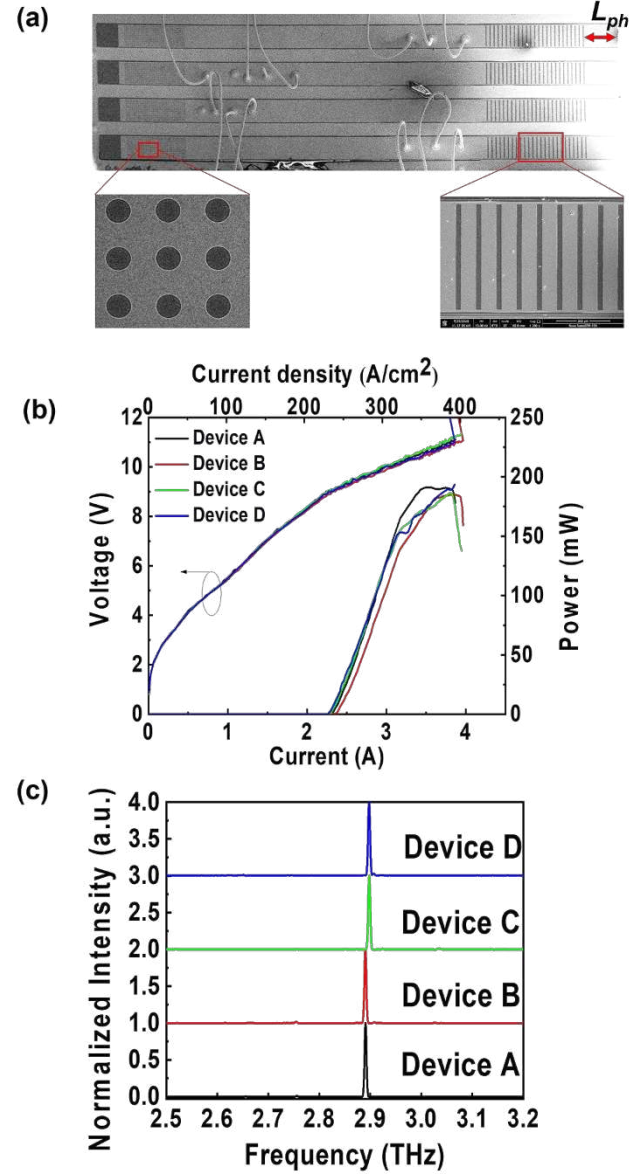 (a)
L_ph
(b)
Current density (A/cm²)
0 100 200 300 400
12
10
8
6
4
2
0
Voltage (V)
Device A
Device B
Device C
Device D
250
200
150
100
50
0
Power (mW)
0 1 2 3 4
Current (A)
(c)
Normalized Intensity (a.u.)
4.0
3.5
3.0
2.5
2.0
1.5
1.0
0.5
0.0
Device D
Device C
Device B
Device A
2.5 2.6 2.7 2.8 2.9 3.0 3.1 3.2
Frequency (THz)